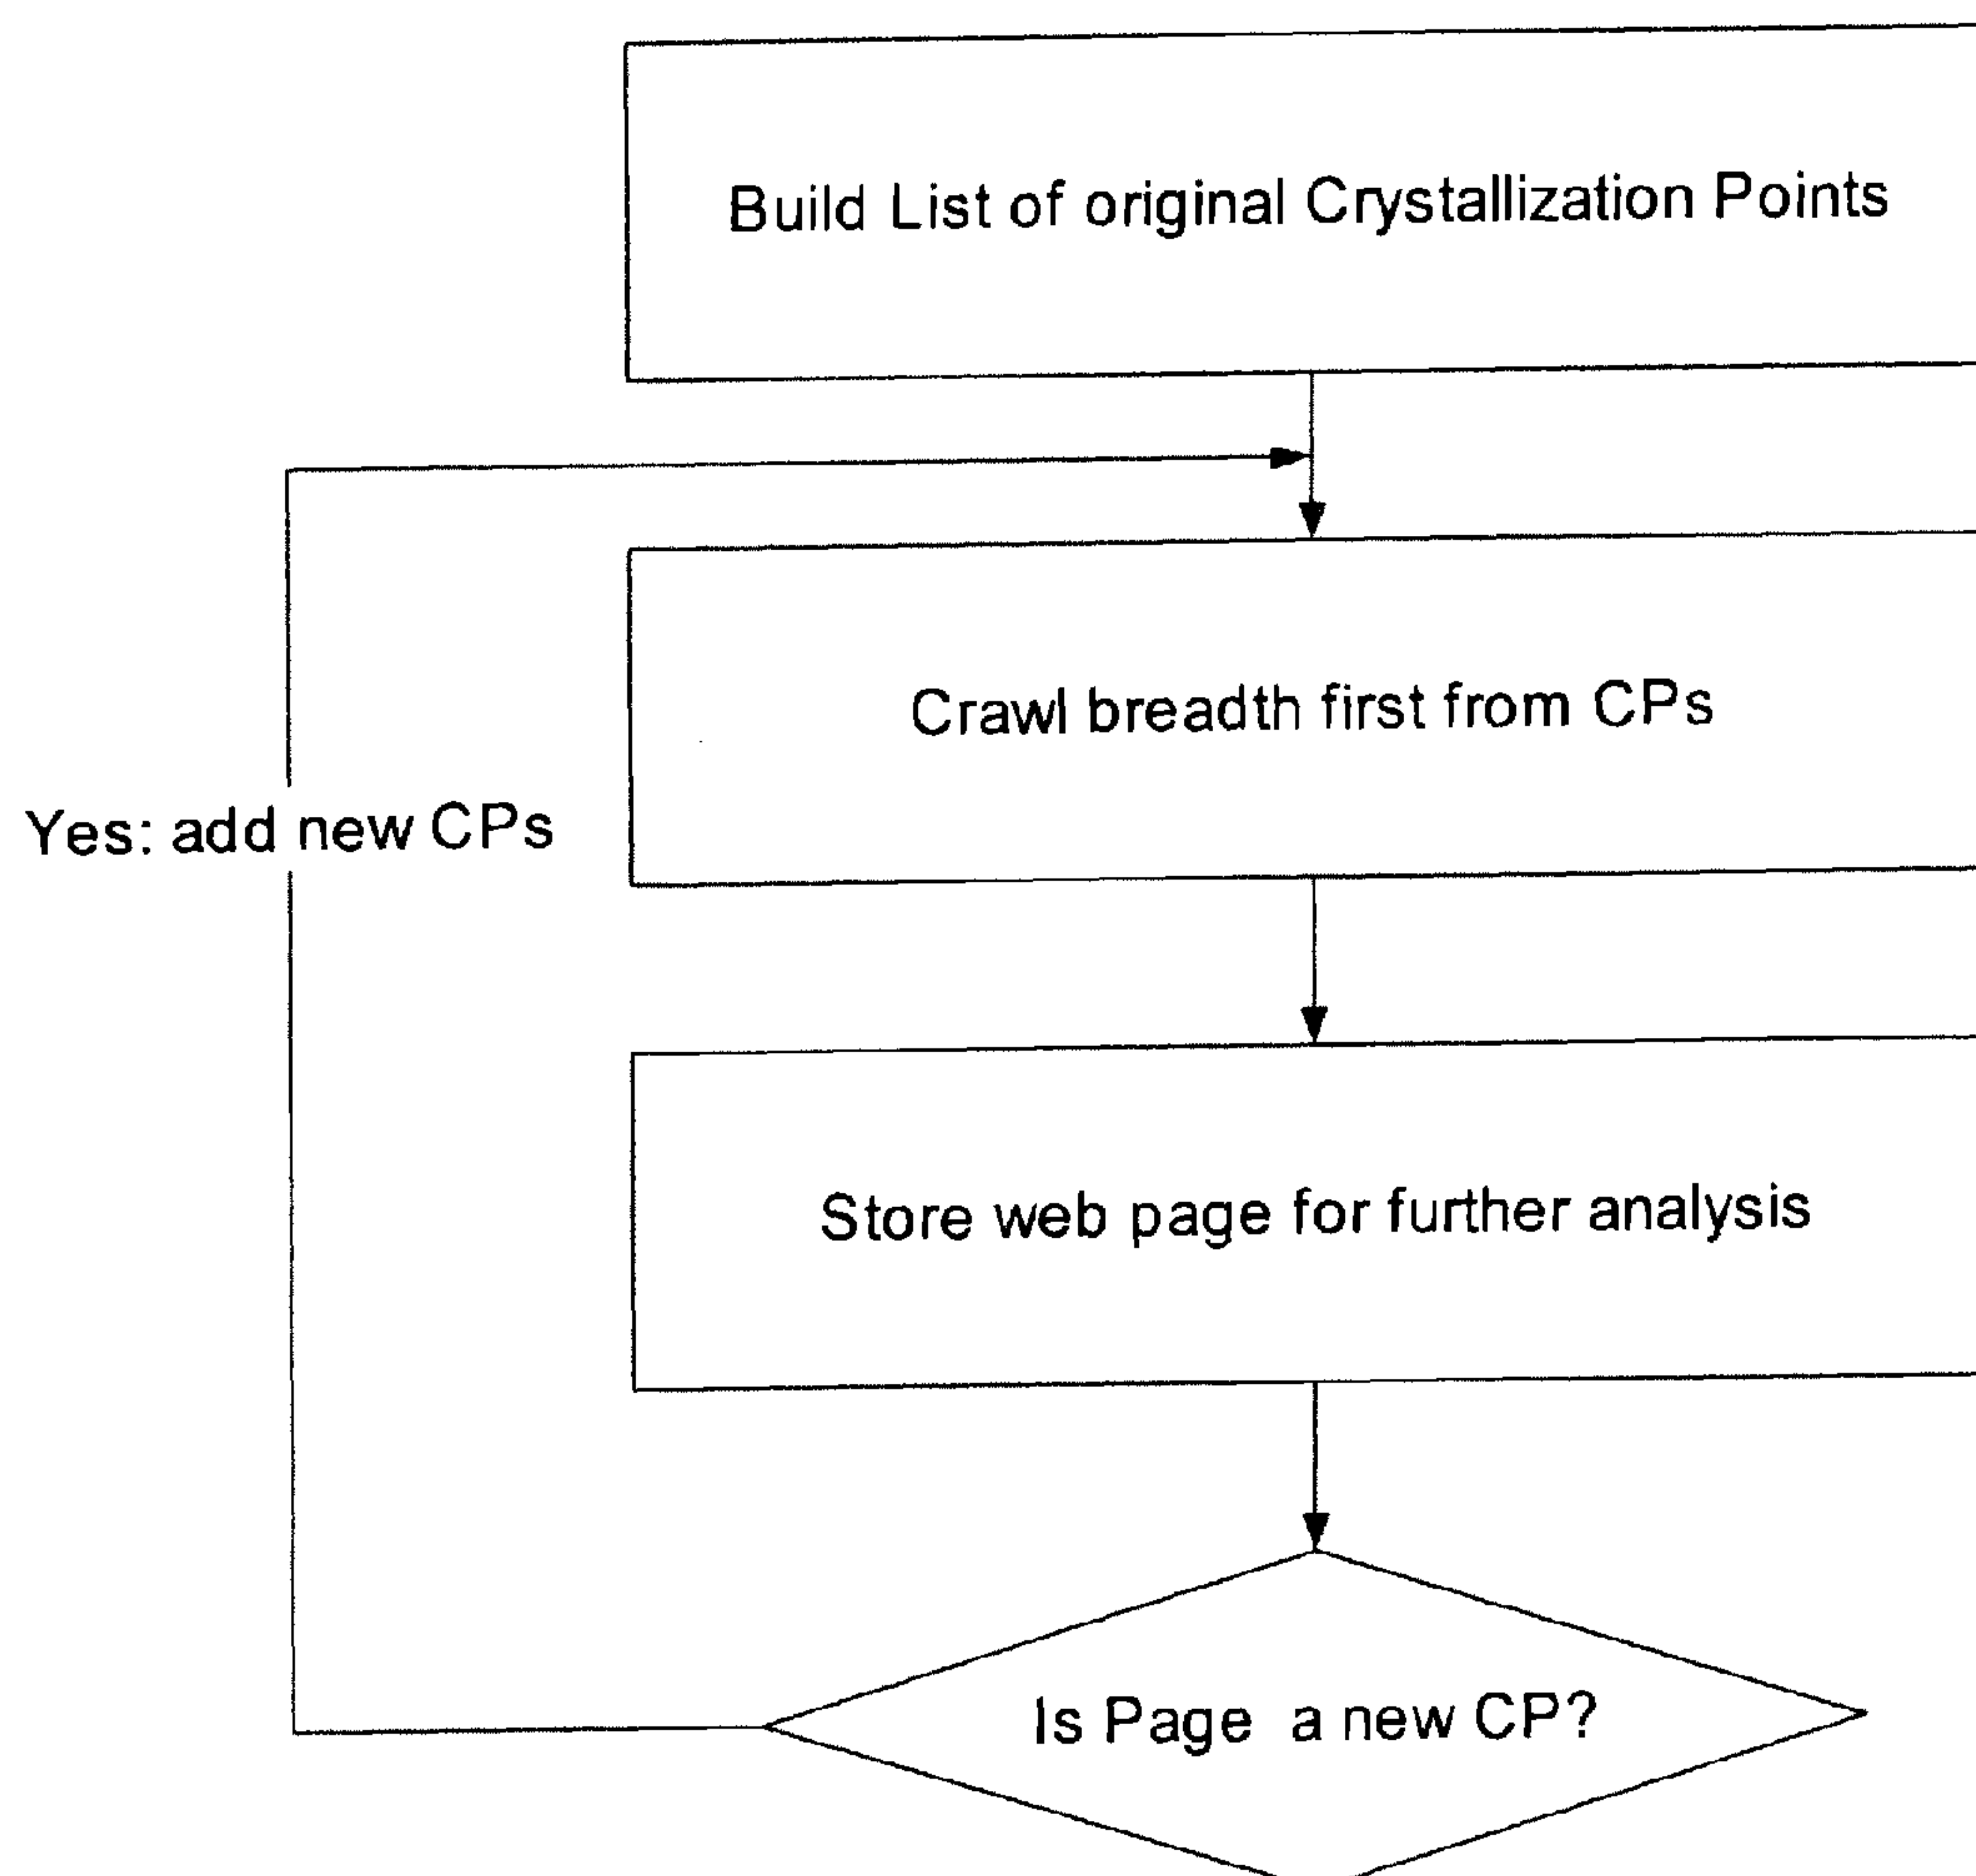 Build List of original Crystallization Points
Crawl breadth first from CPs
Yes: add new CPs
Store web page for further analysis
Is Page a new CP?